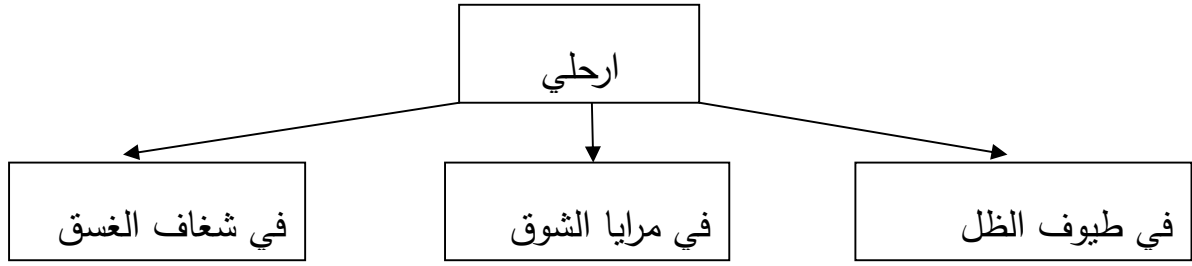 ارحلي
في طيوف الظل
في مرايا الشوق
في شغاف الغسق